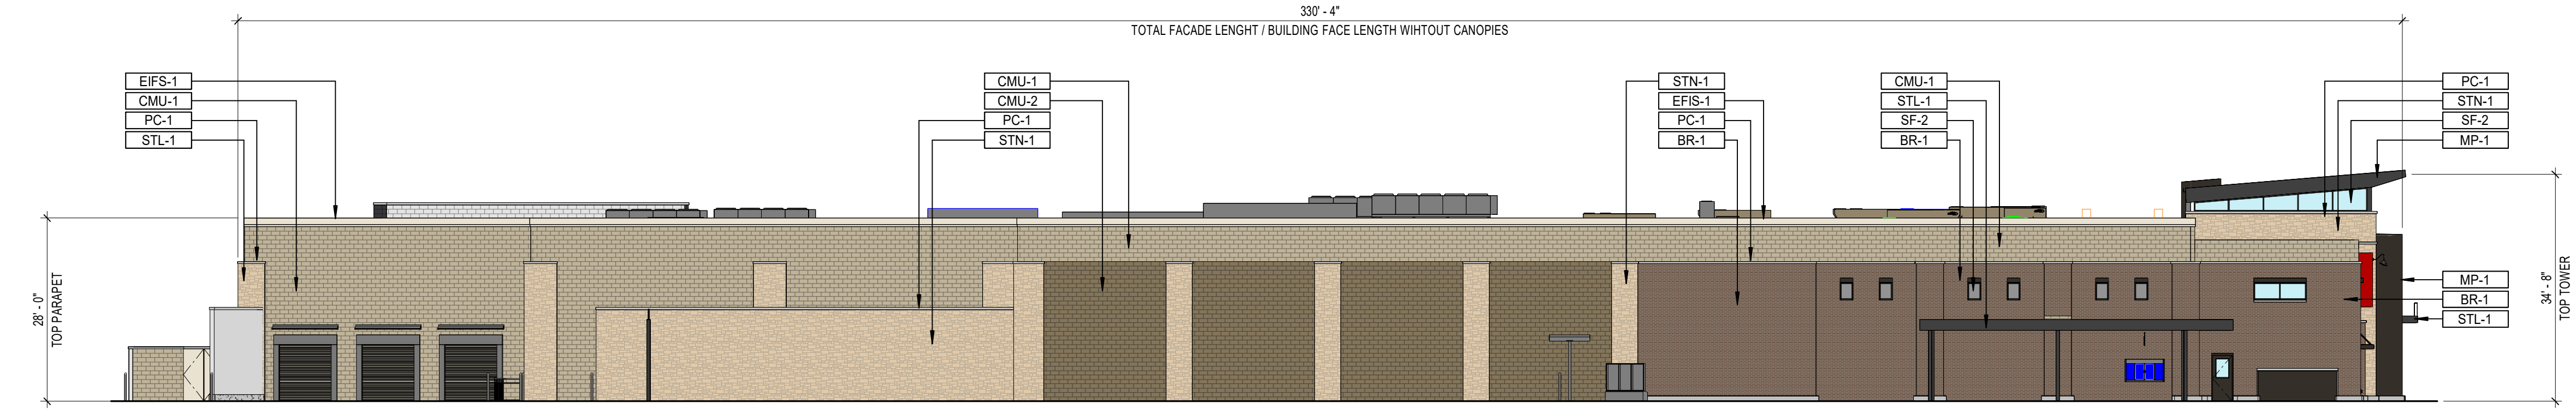 330' - 4"
TOTAL FACADE LENGHT / BUILDING FACE LENGTH WIHTOUT CANOPIES
EIFS-1
CMU-1
PC-1
STL-1
CMU-1
CMU-2
PC-1
STN-1
STN-1
EFIS-1
PC-1
BR-1
CMU-1
STL-1
SF-2
BR-1
PC-1
STN-1
SF-2
MP-1
MP-1
BR-1
STL-1
28' - 0"
TOP PARAPET
34' - 8"
TOP TOWER